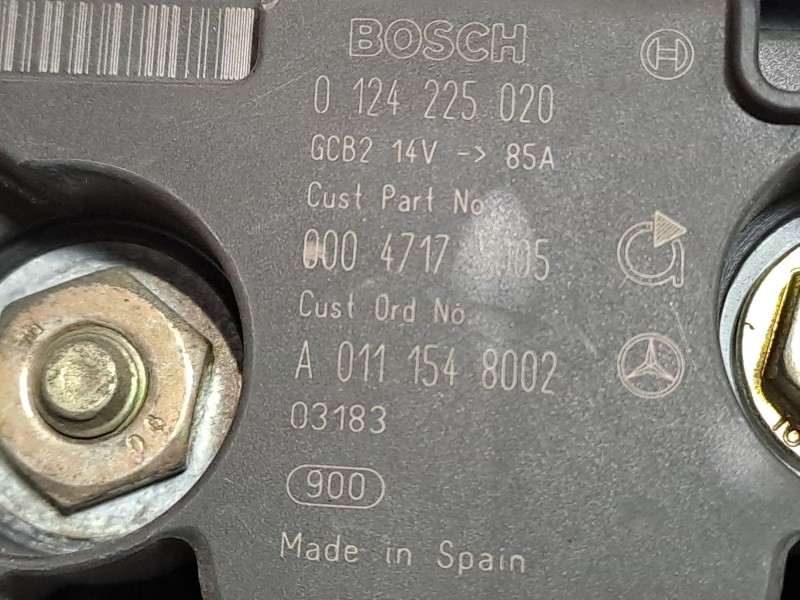 BOSCH
0 124 225 020
GCB2 14V -> 85A
Cust Part No
4717
Cust Ord No.
A 011 154 8002
03183
900
Made in Spain